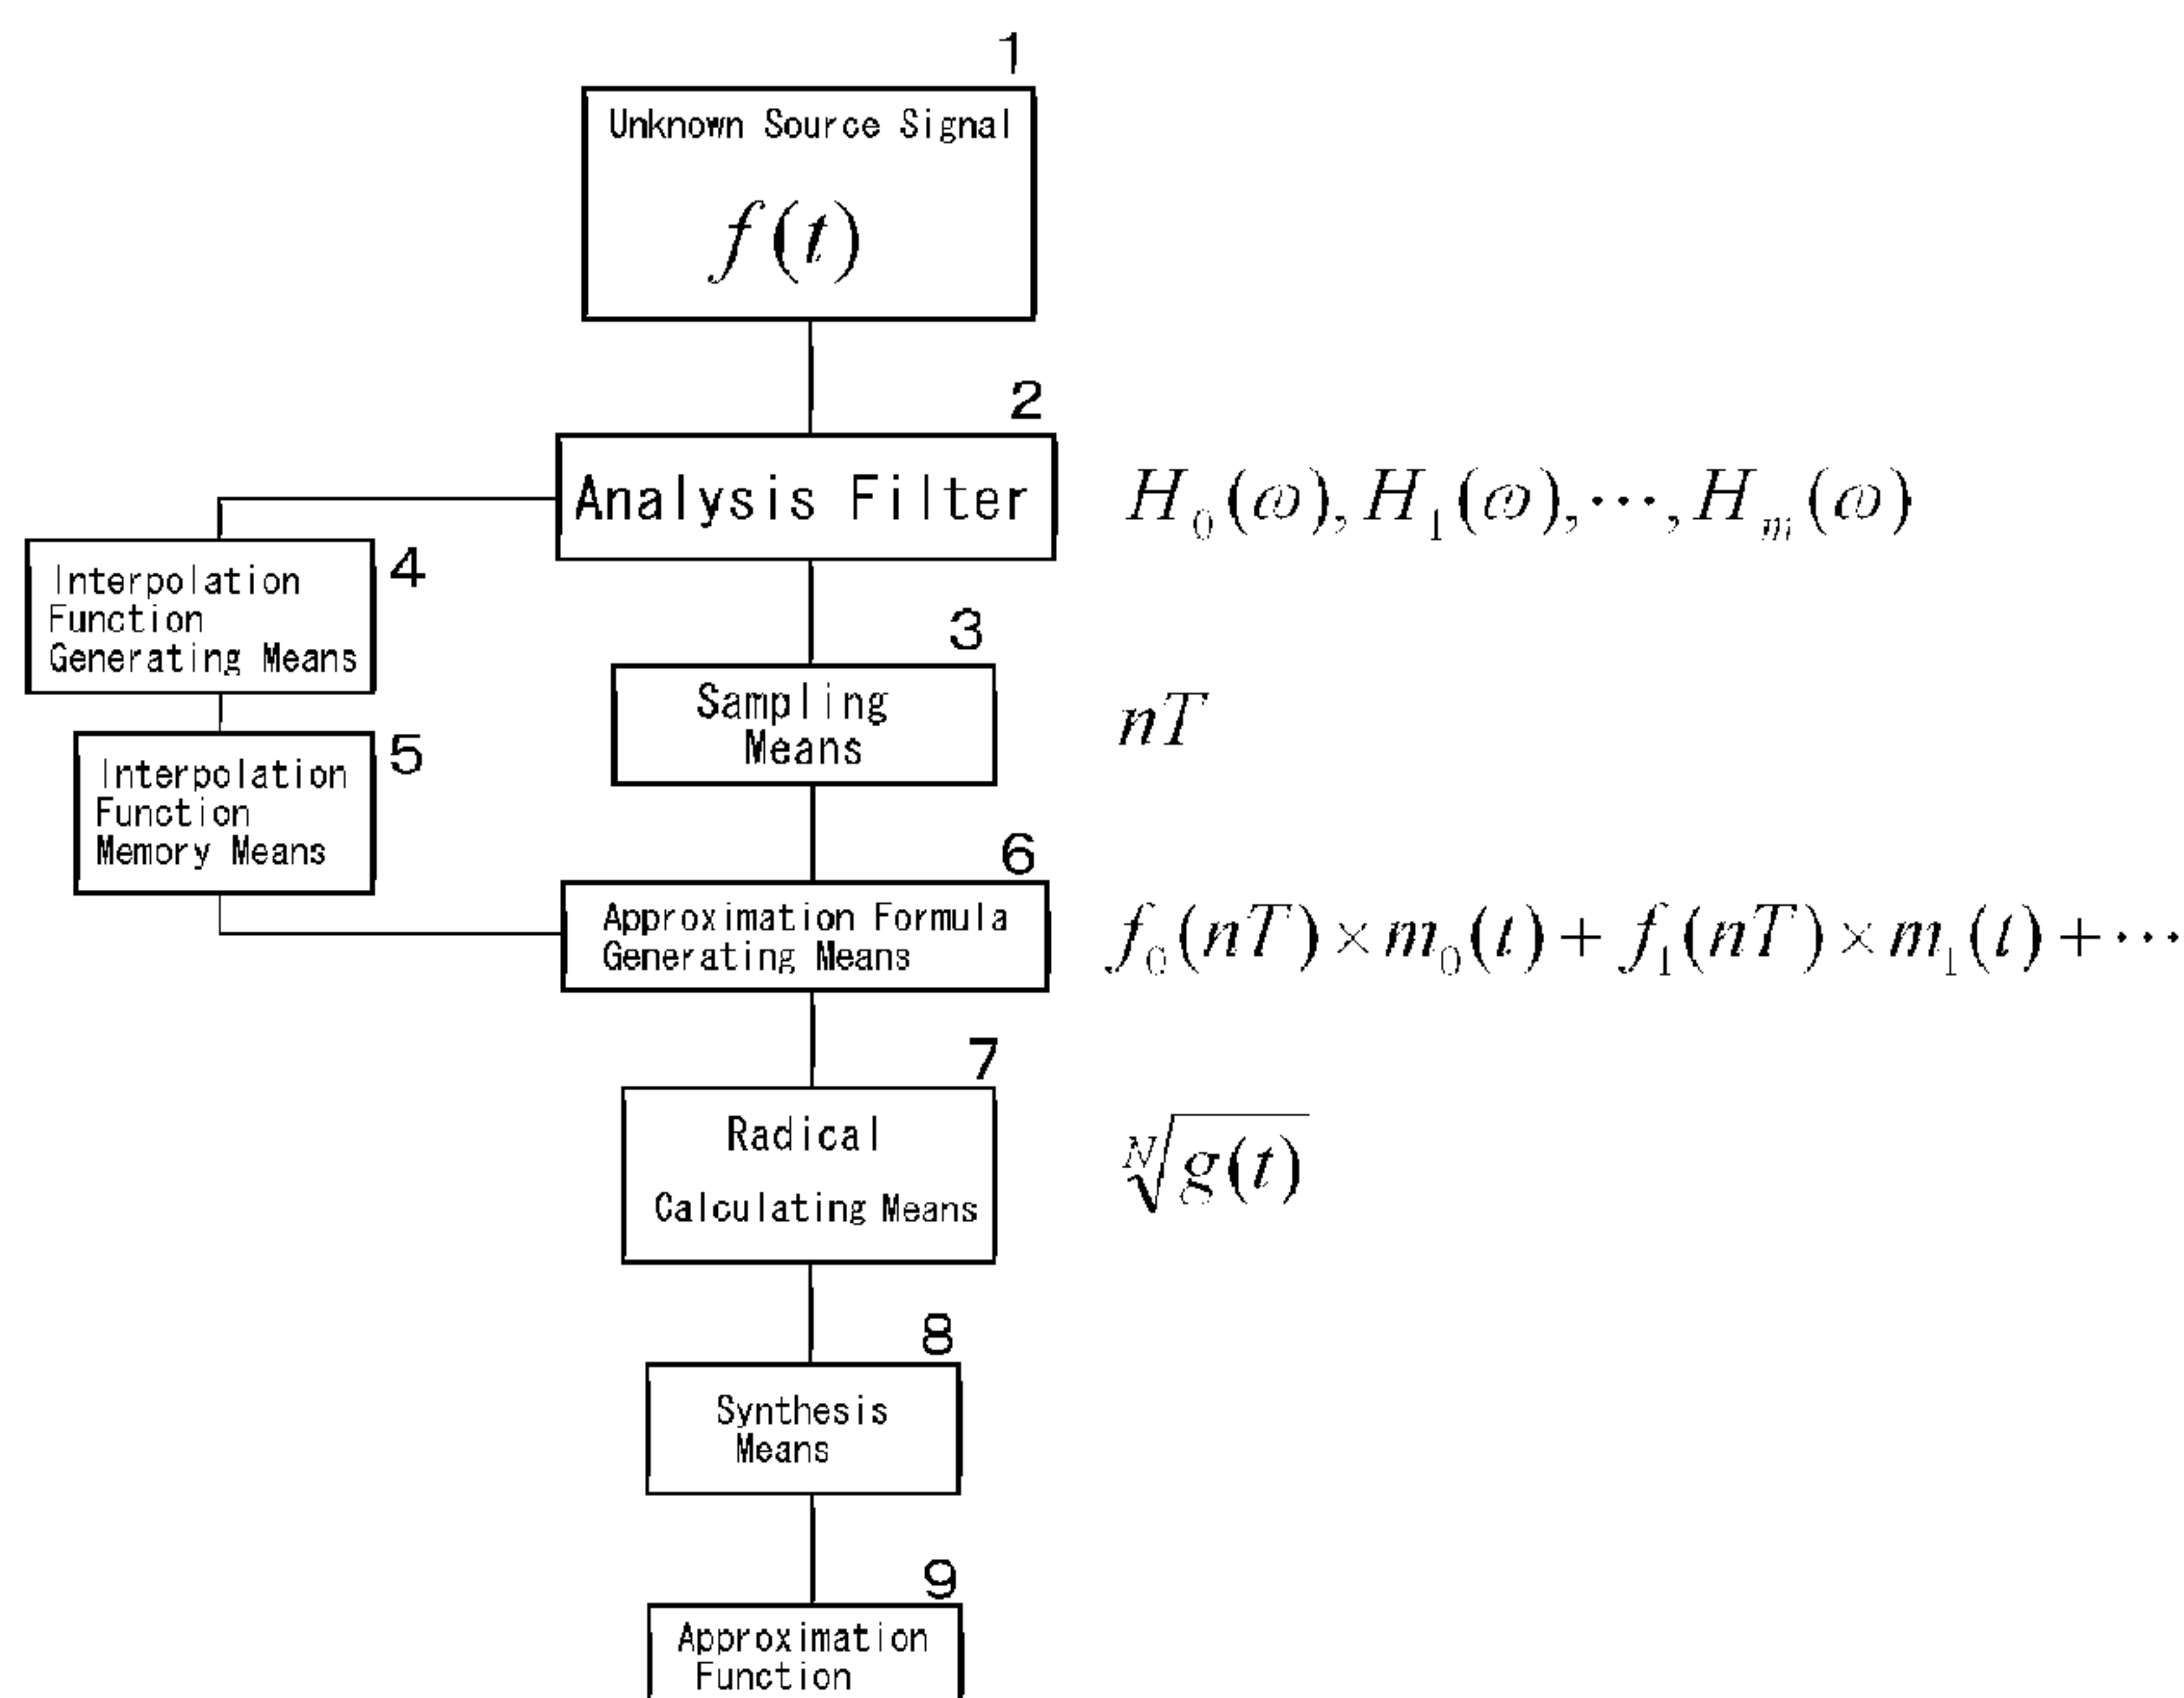 1
Unknown Source Signal
f(t)
2
Analysis Filter
H₀(ω), H₁(ω), ⋯, Hₘ(ω)
4
Interpolation
Function
Generating Means
3
Sampling
Means
nT
5
Interpolation
Function
Memory Means
6
Approximation Formula
Generating Means
f₀(nT)×m₀(t)+f₁(nT)×m₁(t)+⋯
7
Radical
Calculating Means
ᴺ√g(t)
8
Synthesis
Means
9
Approximation
Function